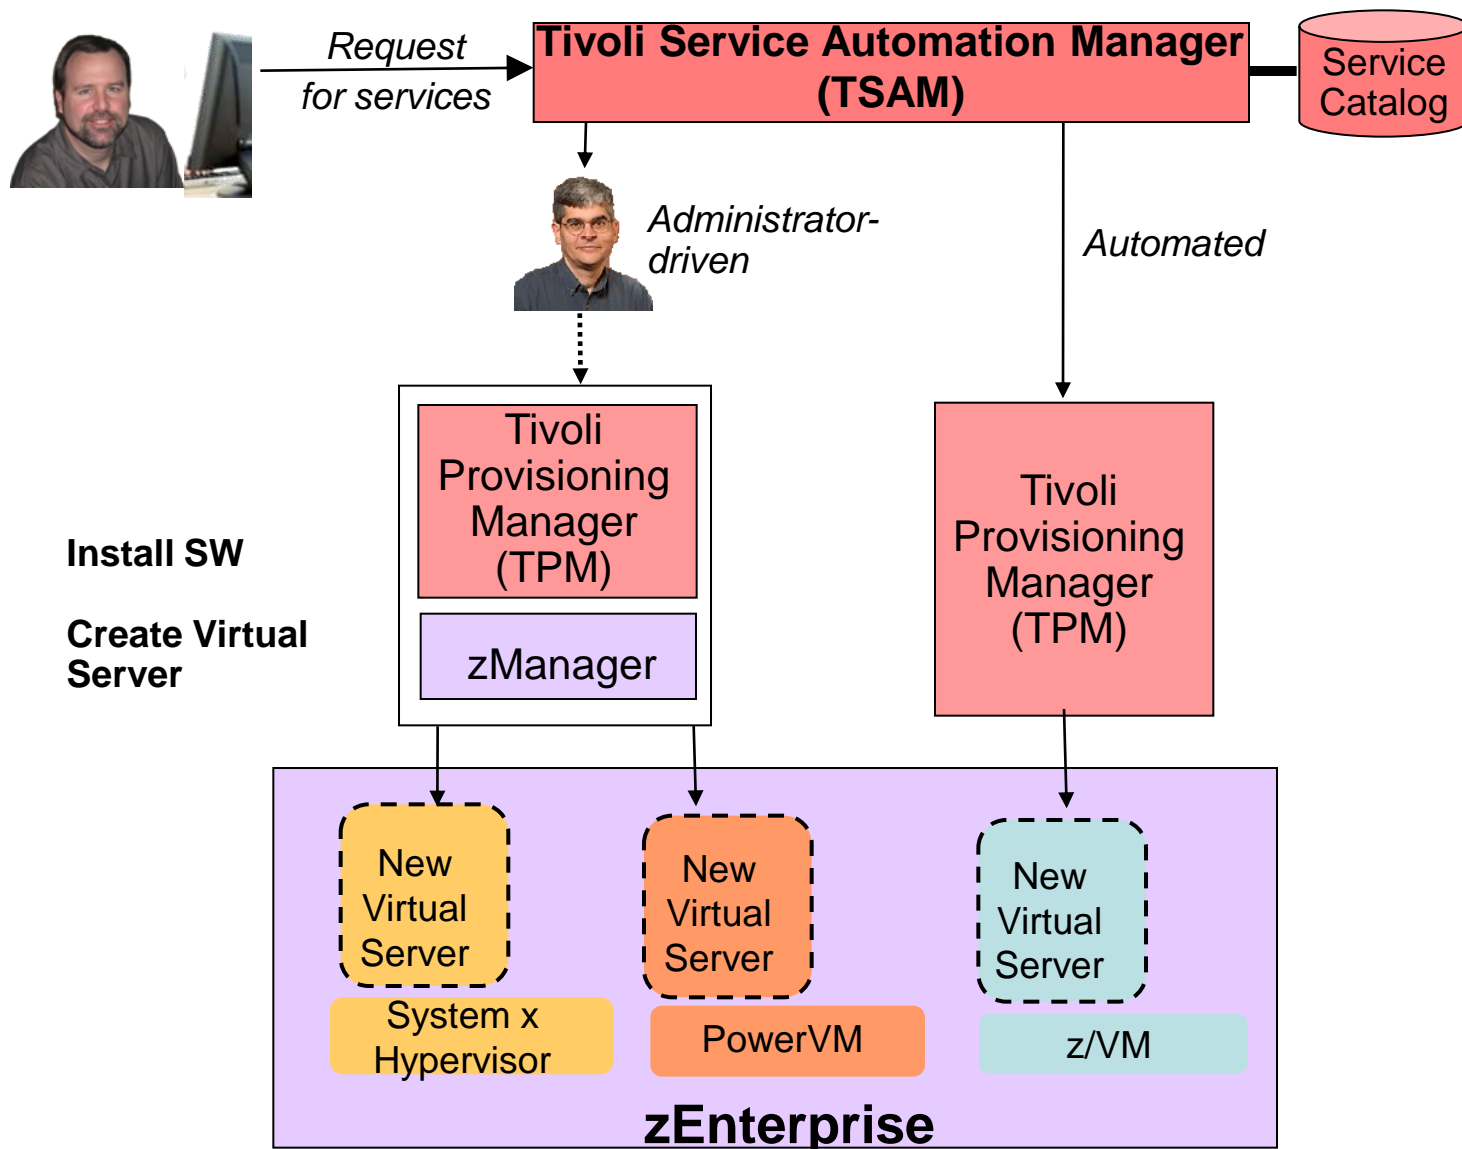 Request
for services
Tivoli Service Automation Manager
(TSAM)
Service
Catalog
Administrator-
driven
Automated
Tivoli
Provisioning
Manager
(TPM)
zManager
Install SW
Create Virtual
Server
Tivoli
Provisioning
Manager
(TPM)
New
Virtual
Server
System x
Hypervisor
New
Virtual
Server
PowerVM
New
Virtual
Server
z/VM
zEnterprise